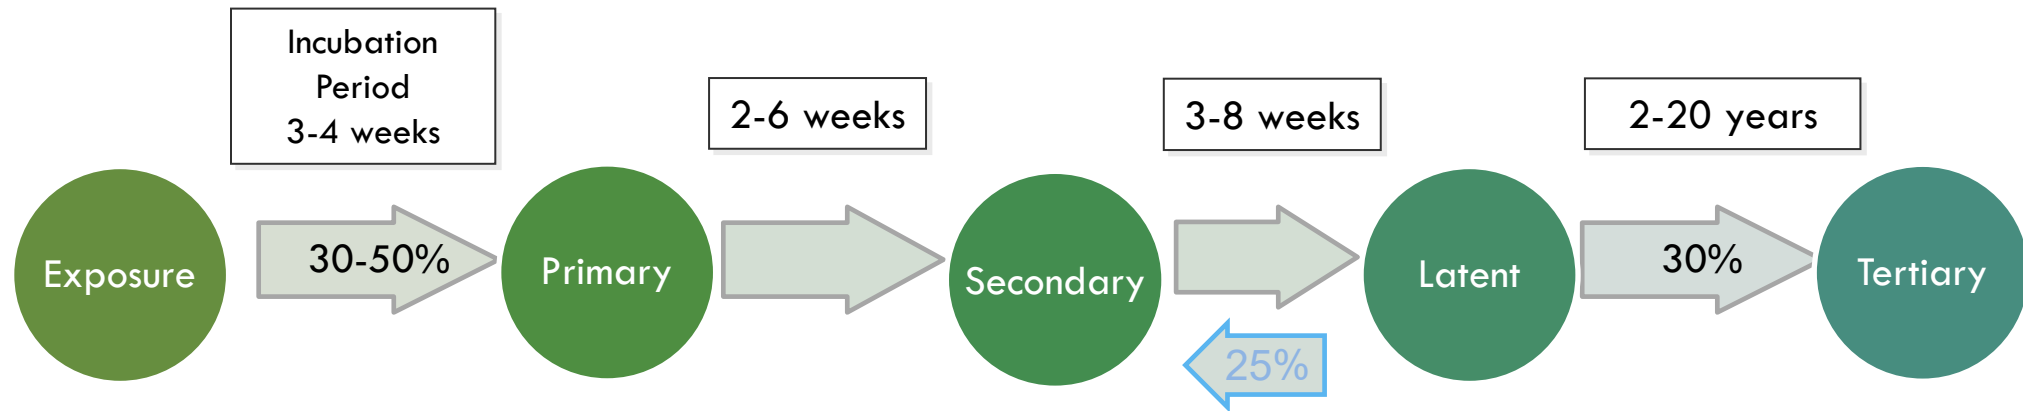 Incubation
Period
3-4 weeks
2-6 weeks
3-8 weeks
2-20 years
Exposure
30-50%
Primary
Secondary
Latent
30%
Tertiary
25%